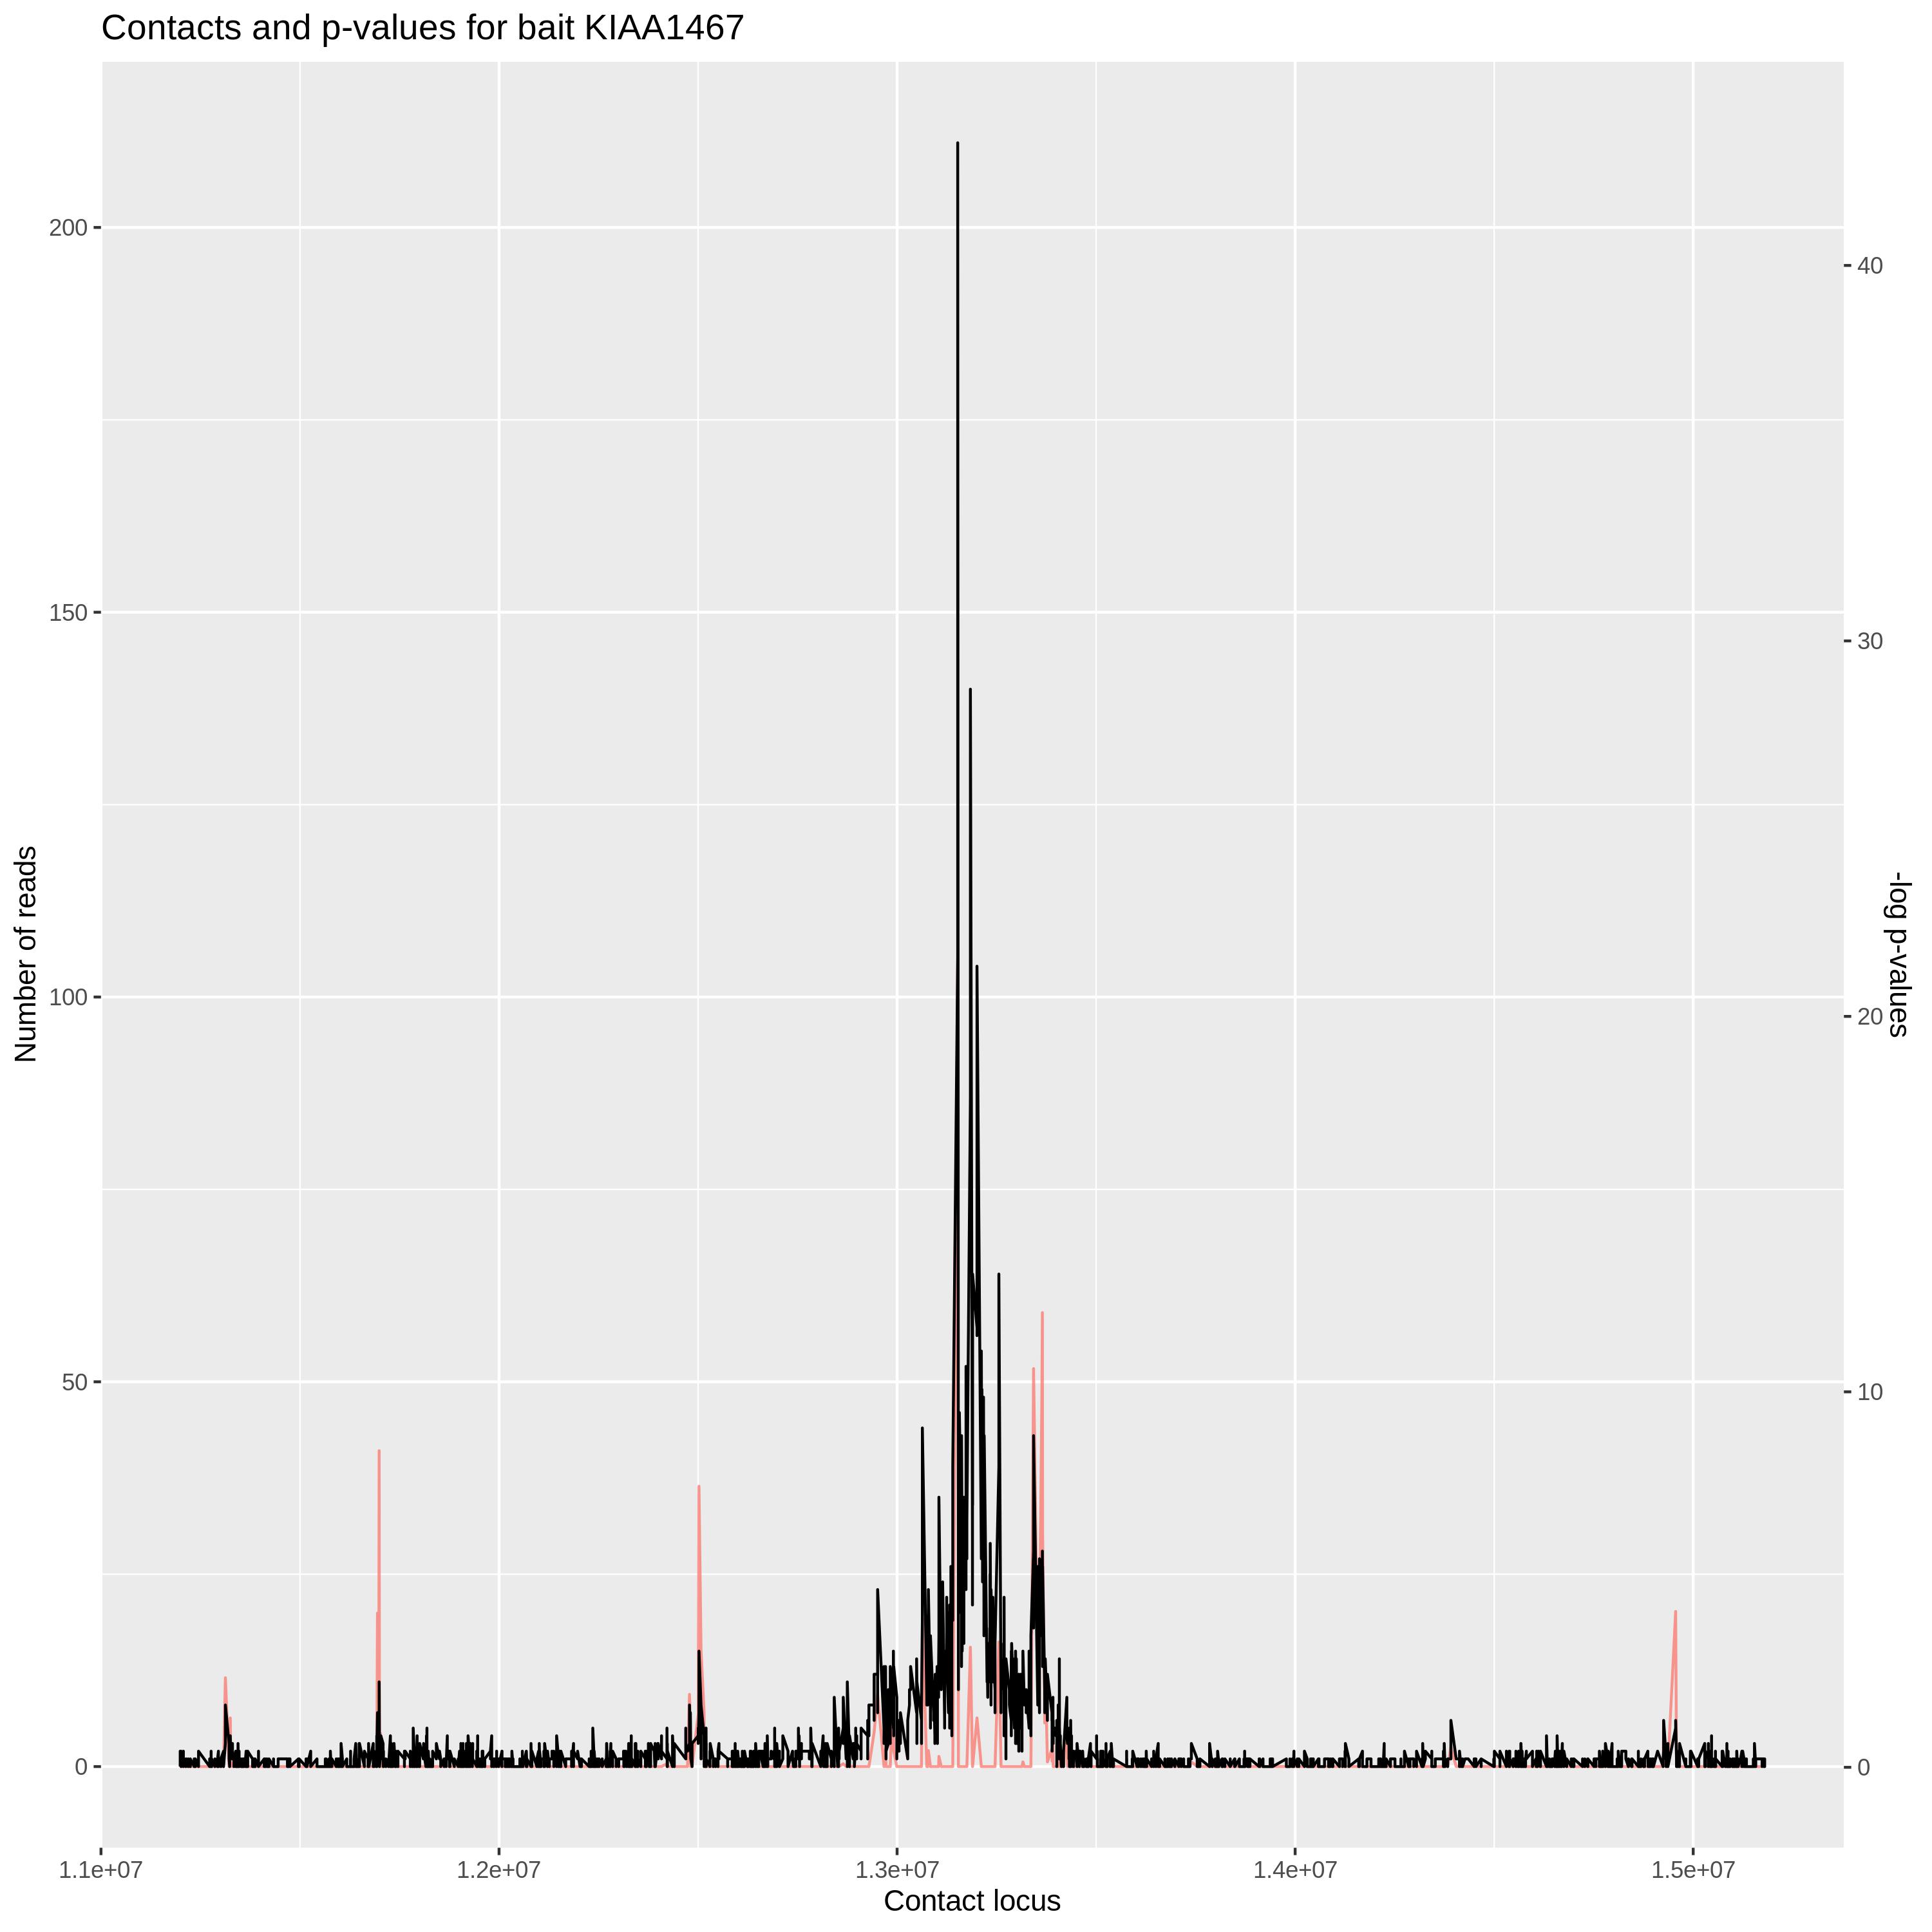 Contacts and p-values for bait KIAA1467
200
150
100
50
0
40
30
20
10
0
Number of reads
-log p-values
1.1e+07 1.2e+07 1.3e+07 1.4e+07 1.5e+07
Contact locus